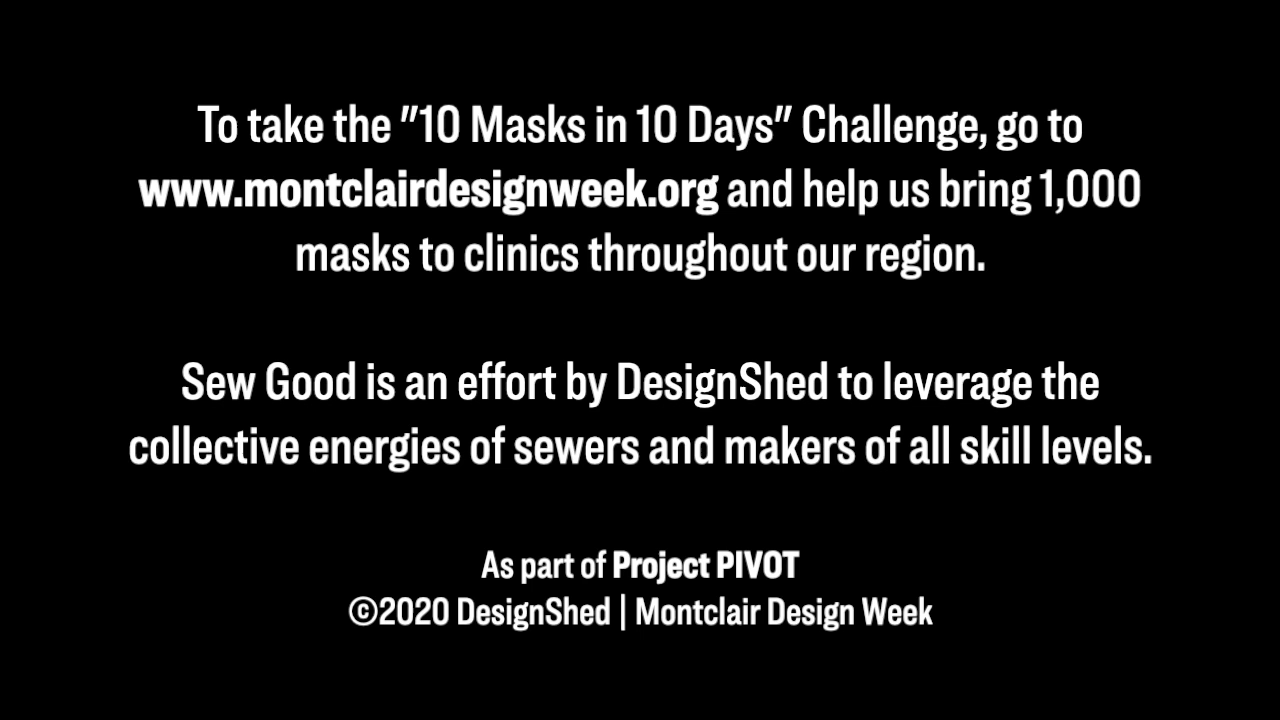 To take the "10 Masks in 10 Days" Challenge, go to
www.montclairdesignweek.org and help us bring 1,000
masks to clinics throughout our region.
Sew Good is an effort by DesignShed to leverage the
collective energies of sewers and makers of all skill levels.
As part of Project PIVOT
©2020 DesignShed | Montclair Design Week